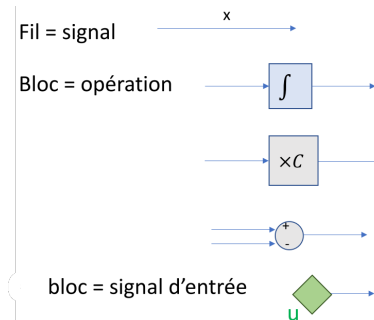 x
Fil = signal
Bloc = opération
∫
×C
+
-
bloc = signal d'entrée
u